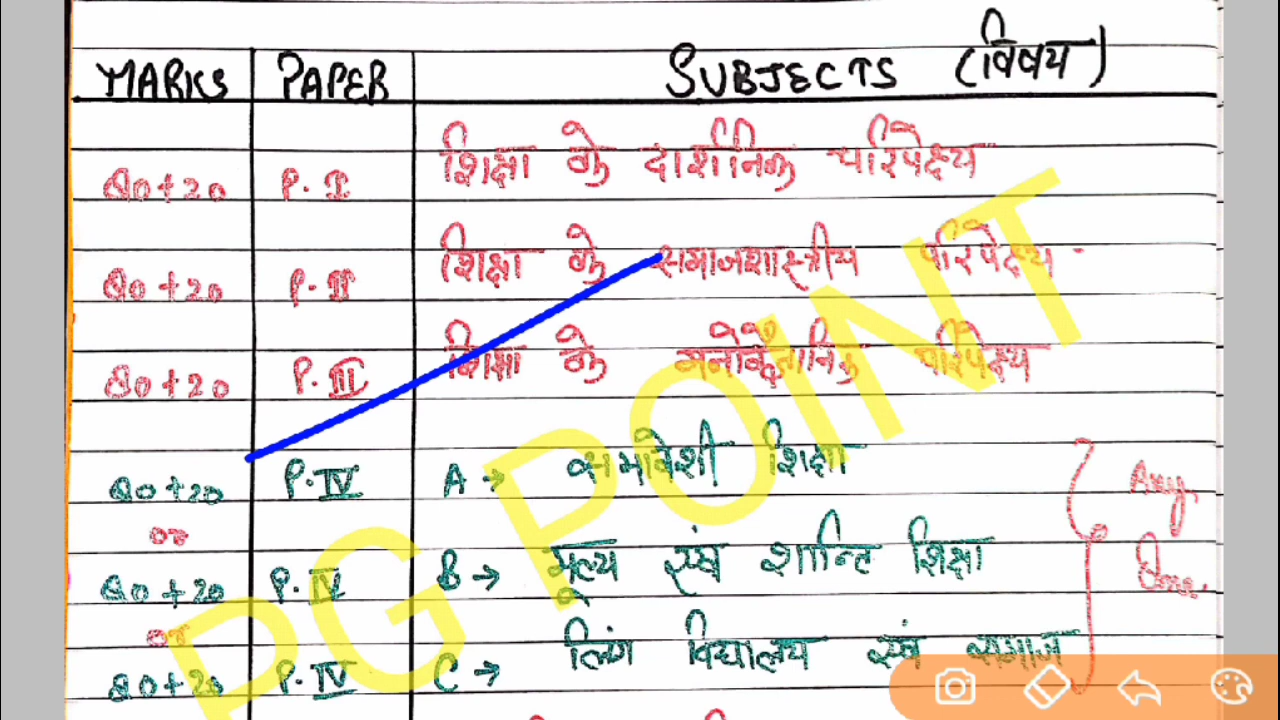 MARKS PAPER SUBJECTS (विषय)
80+20 P. I शिक्षा के दार्शनिक परिपेक्ष्य
80+20 P. II शिक्षा के समाजशास्त्रीय परिपेक्ष्य
80+20 P. III शिक्षा के मनोवैज्ञानिक परिपेक्ष्य
80+20 P. IV A → समावेशी शिक्षा
or
80+20 P. IV B → मूल्य एवं शान्ति शिक्षा
or
80+20 P. IV C → लिंग विद्यालय एवं समाज
Any
One.
PG POINT